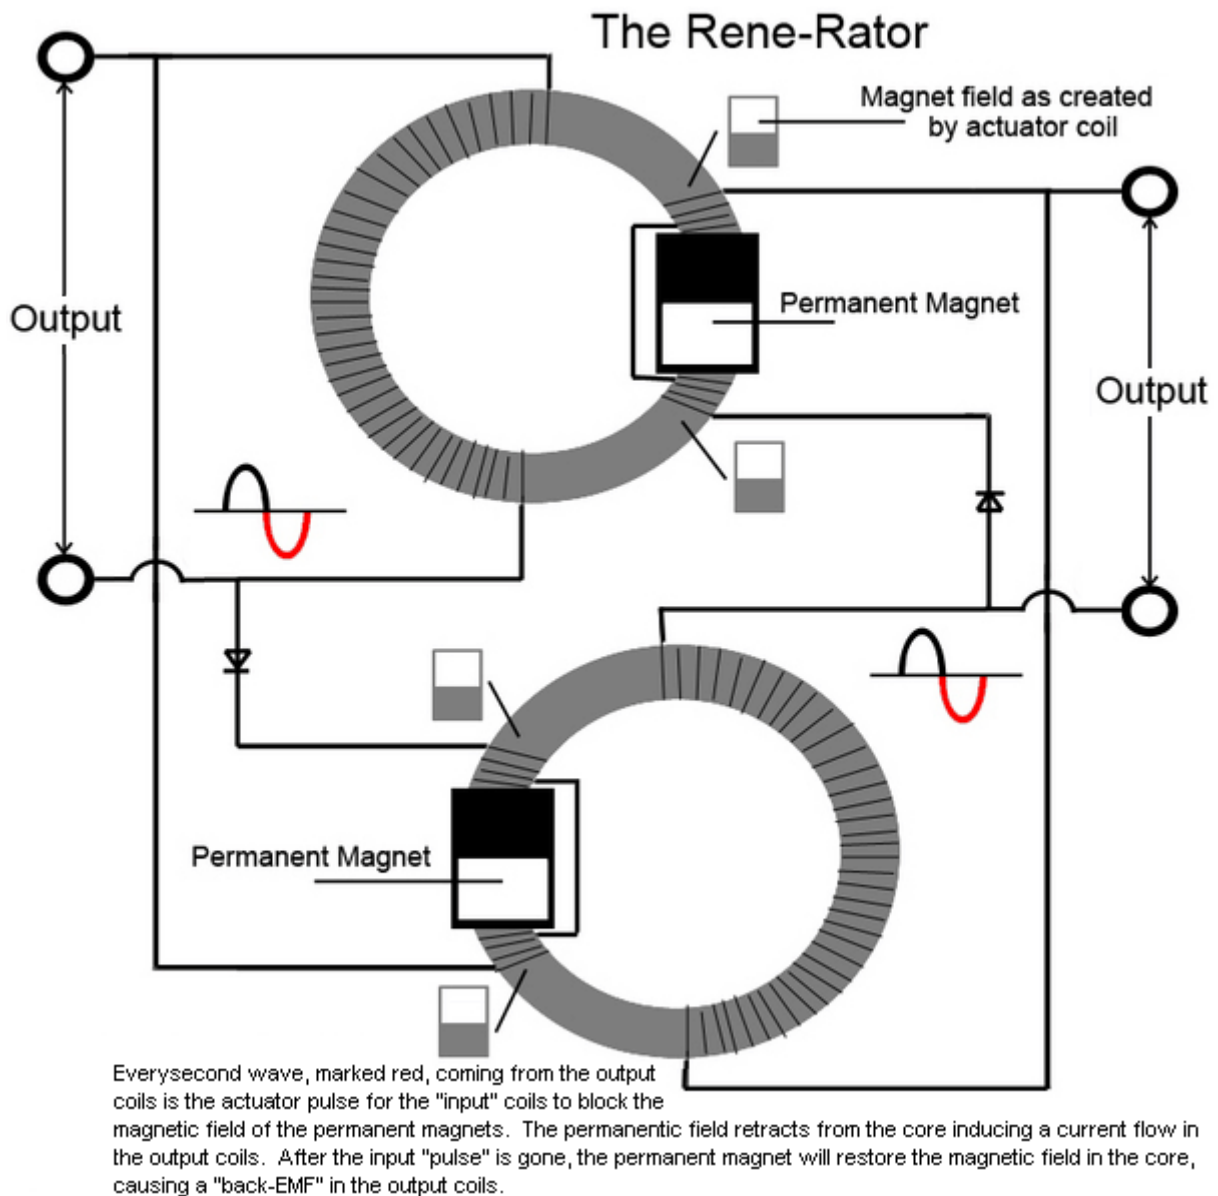 The Rene-Rator
Magnet field as created
by actuator coil
Permanent Magnet
Output
Output
Permanent Magnet
Everysecond wave, marked red, coming from the output
coils is the actuator pulse for the "input" coils to block the
magnetic field of the permanent magnets. The permanentic field retracts from the core inducing a current flow in
the output coils. After the input "pulse" is gone, the permanent magnet will restore the magnetic field in the core,
causing a "back-EMF" in the output coils.